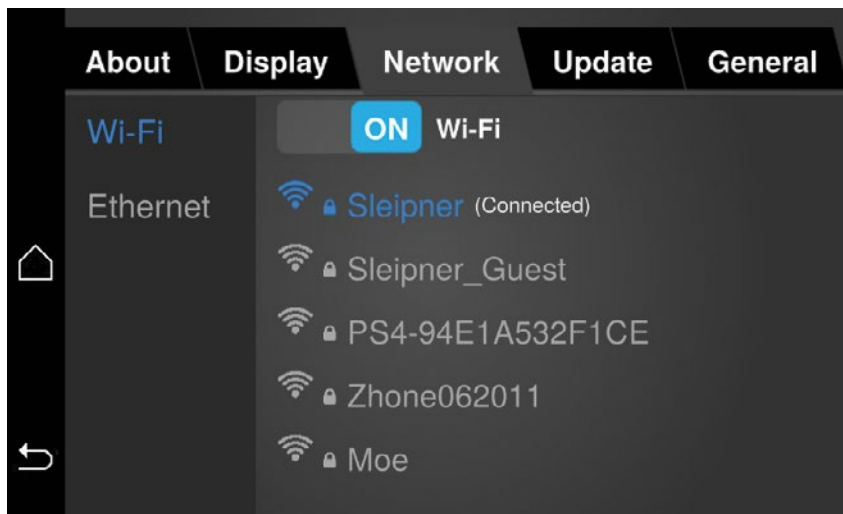 About Display Network Update General
Wi-Fi ON Wi-Fi
Ethernet Sleipner (Connected)
Sleipner_Guest
PS4-94E1A532F1CE
Zhone062011
Moe